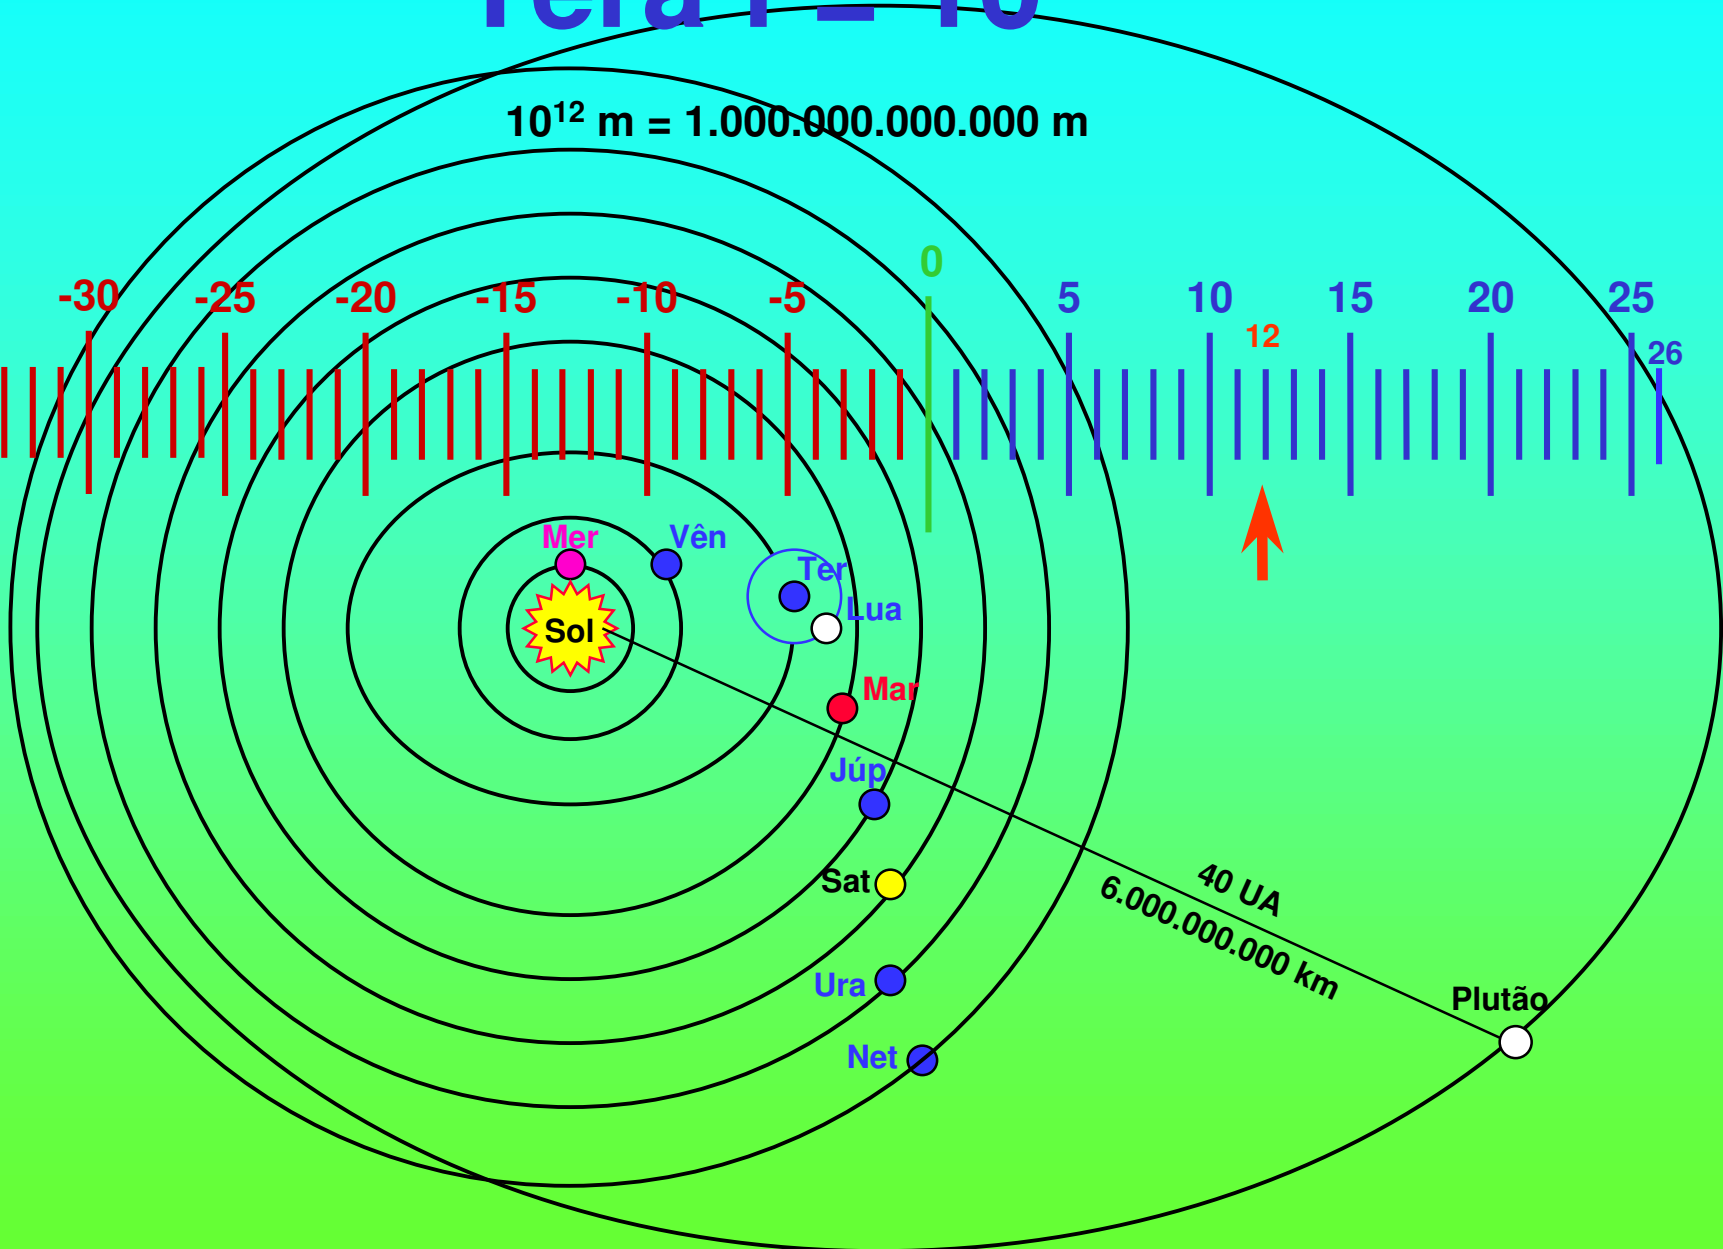 Tera T = 10
10¹² m = 1.000.000.000.000 m
0
-30 -25 -20 -15 -10 -5 5 10 15 20 25
12
26
Mer Vên
Ter
Lua
Sol
Mar
Júp
40 UA
6.000.000.000 km
Sat
Ura
Plutão
Net